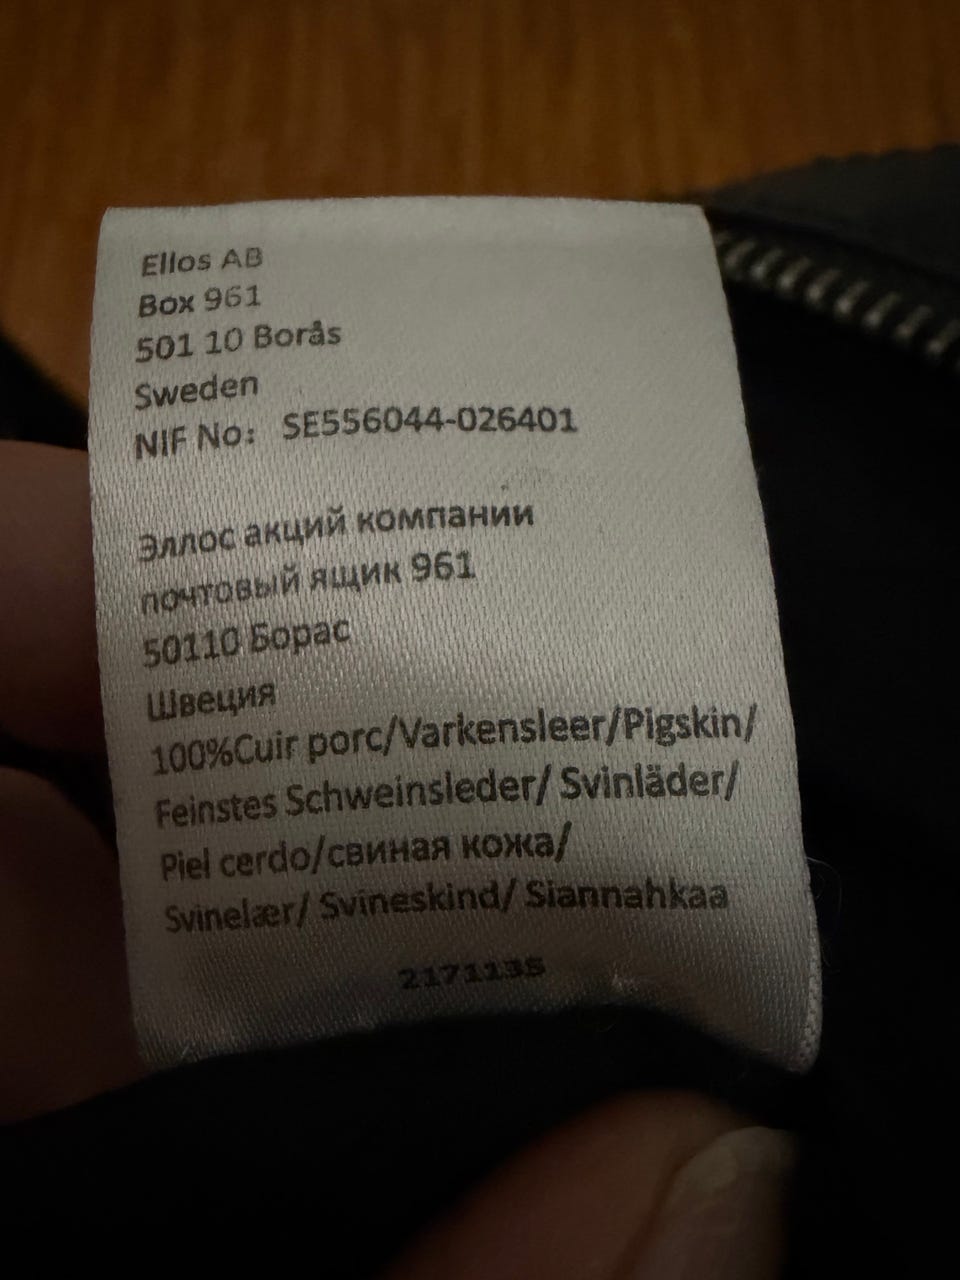 Ellos AB
Box 961
501 10 Borås
Sweden
NIF No: SE556044-026401
Эллос акций компании
почтовый ящик 961
50110 Борас
Швеция
100%Cuir porc/Varkensleer/Pigskin/
Feinstes Schweinsleder/ Svinläder/
Piel cerdo/свиная кожа/
Svinelær/ Svineskind/ Siannahkaa
217113S